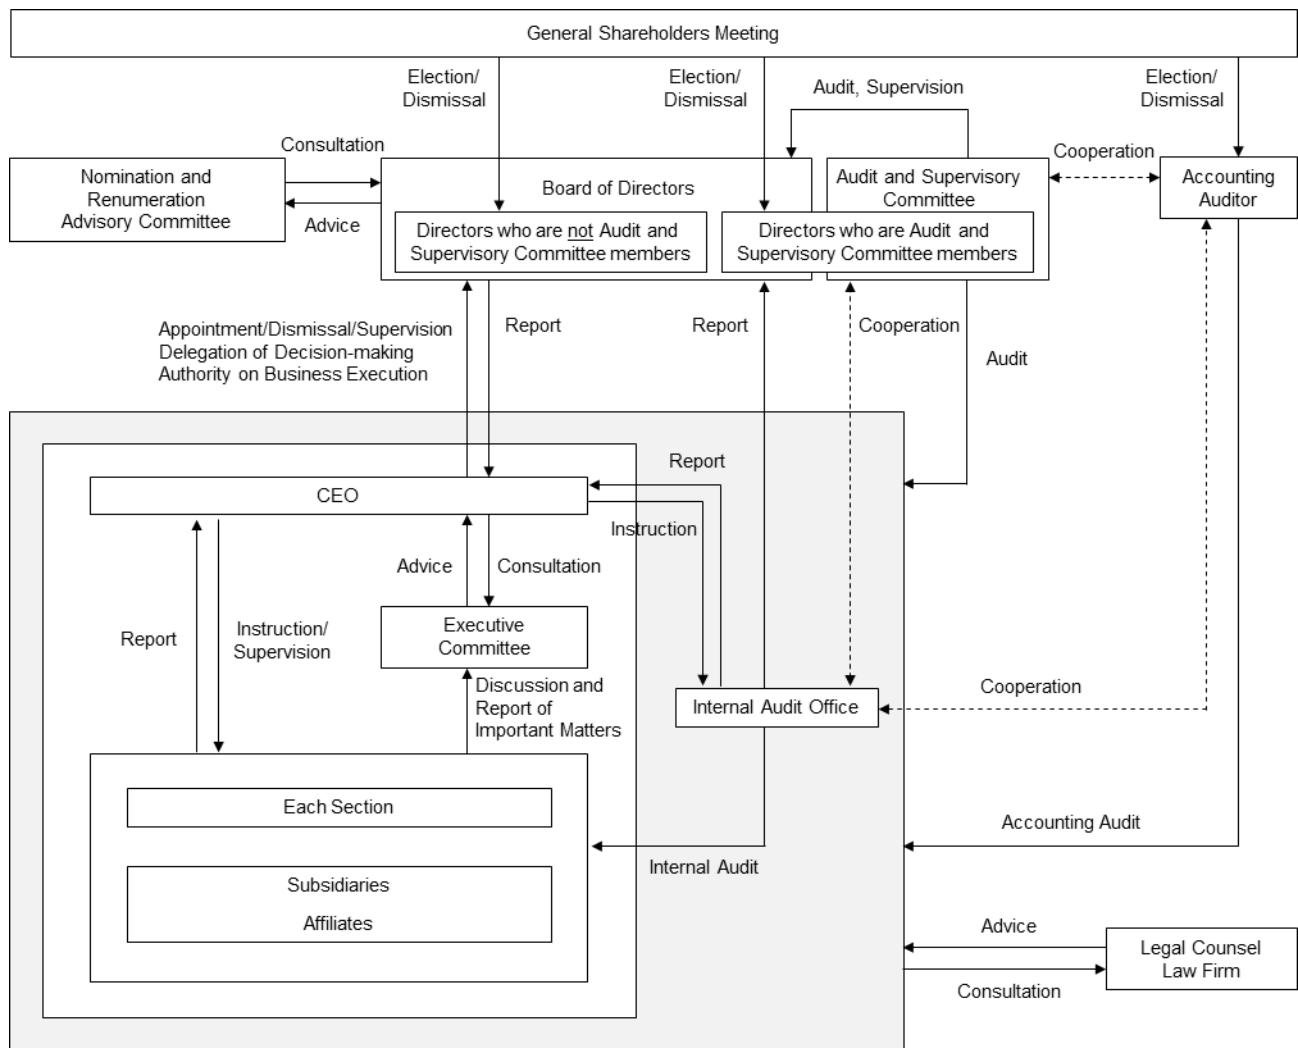 General Shareholders Meeting
Election/
Dismissal
Election/
Dismissal
Audit, Supervision
Election/
Dismissal
Consultation
Advice
Nomination and
Renumeration
Advisory Committee
Board of Directors
Directors who are not Audit and
Supervisory Committee members
Audit and Supervisory
Committee
Directors who are Audit and
Supervisory Committee members
Cooperation
Accounting
Auditor
Appointment/Dismissal/Supervision
Delegation of Decision-making
Authority on Business Execution
Report
Report
Cooperation
Audit
CEO
Report
Instruction
Advice
Consultation
Report
Instruction/
Supervision
Executive
Committee
Discussion and
Report of
Important Matters
Internal Audit Office
Cooperation
Each Section
Subsidiaries
Affiliates
Internal Audit
Accounting Audit
Advice
Consultation
Legal Counsel
Law Firm